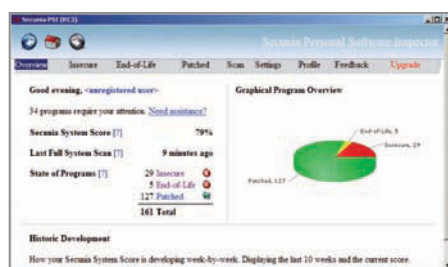 Secunia PSI (RC3)
Secunia Personal Software Inspector
Overview Insecure End-of-Life Patched Scan Settings Profile Feedback Upgrade
Good evening, <unregistered user>
Graphical Program Overview
34 programs require your attention. Need assistance?
Secunia System Score [?] 79%
End-of-Life, 5
Insecure, 29
Last Full System Scan [?] 9 minutes ago
State of Programs [?] 29 Insecure
5 End-of-Life
127 Patched
Patched, 127
161 Total
Historic Development
How your Secunia System Score is developing week-by-week. Displaying the last 10 weeks and the current score.